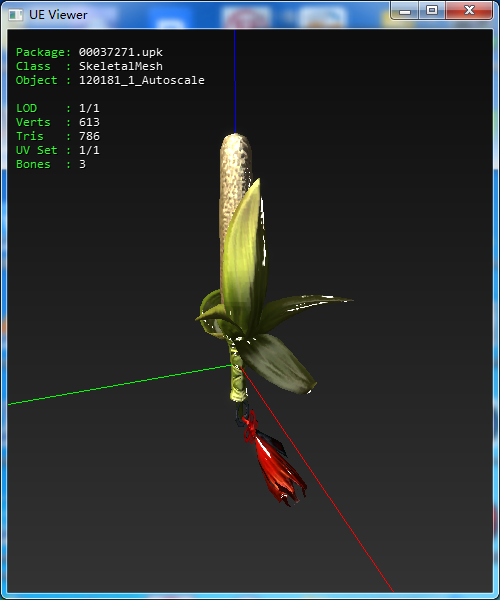 UE Viewer
Package: 00037271.upk
Class  : SkeletalMesh
Object : 120181_1_Autoscale
LOD    : 1/1
Verts  : 613
Tris   : 786
UV Set : 1/1
Bones  : 3